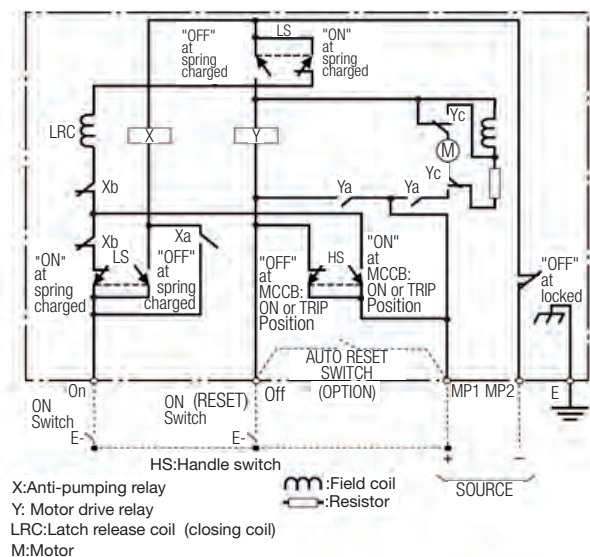 "OFF"
at
spring
charged
LS
"ON"
at
spring
charged
LRC
X
Y
Yc
M
Yc
Xb
Ya
Ya
Xb
LS
Xa
"ON"
at
spring
charged
"OFF"
at
spring
charged
"OFF"
at
MCCB:
ON or TRIP
Position
HS
"ON"
at
MCCB:
ON or TRIP
Position
"OFF"
at
locked
AUTO RESET
SWITCH
(OPTION)
On
Off
MP1
MP2
E
ON
Switch
ON (RESET)
Switch
E-
E-
HS:Handle switch
+
−
SOURCE
X:Anti-pumping relay
Y: Motor drive relay
LRC:Latch release coil (closing coil)
M:Motor
:Field coil
:Resistor